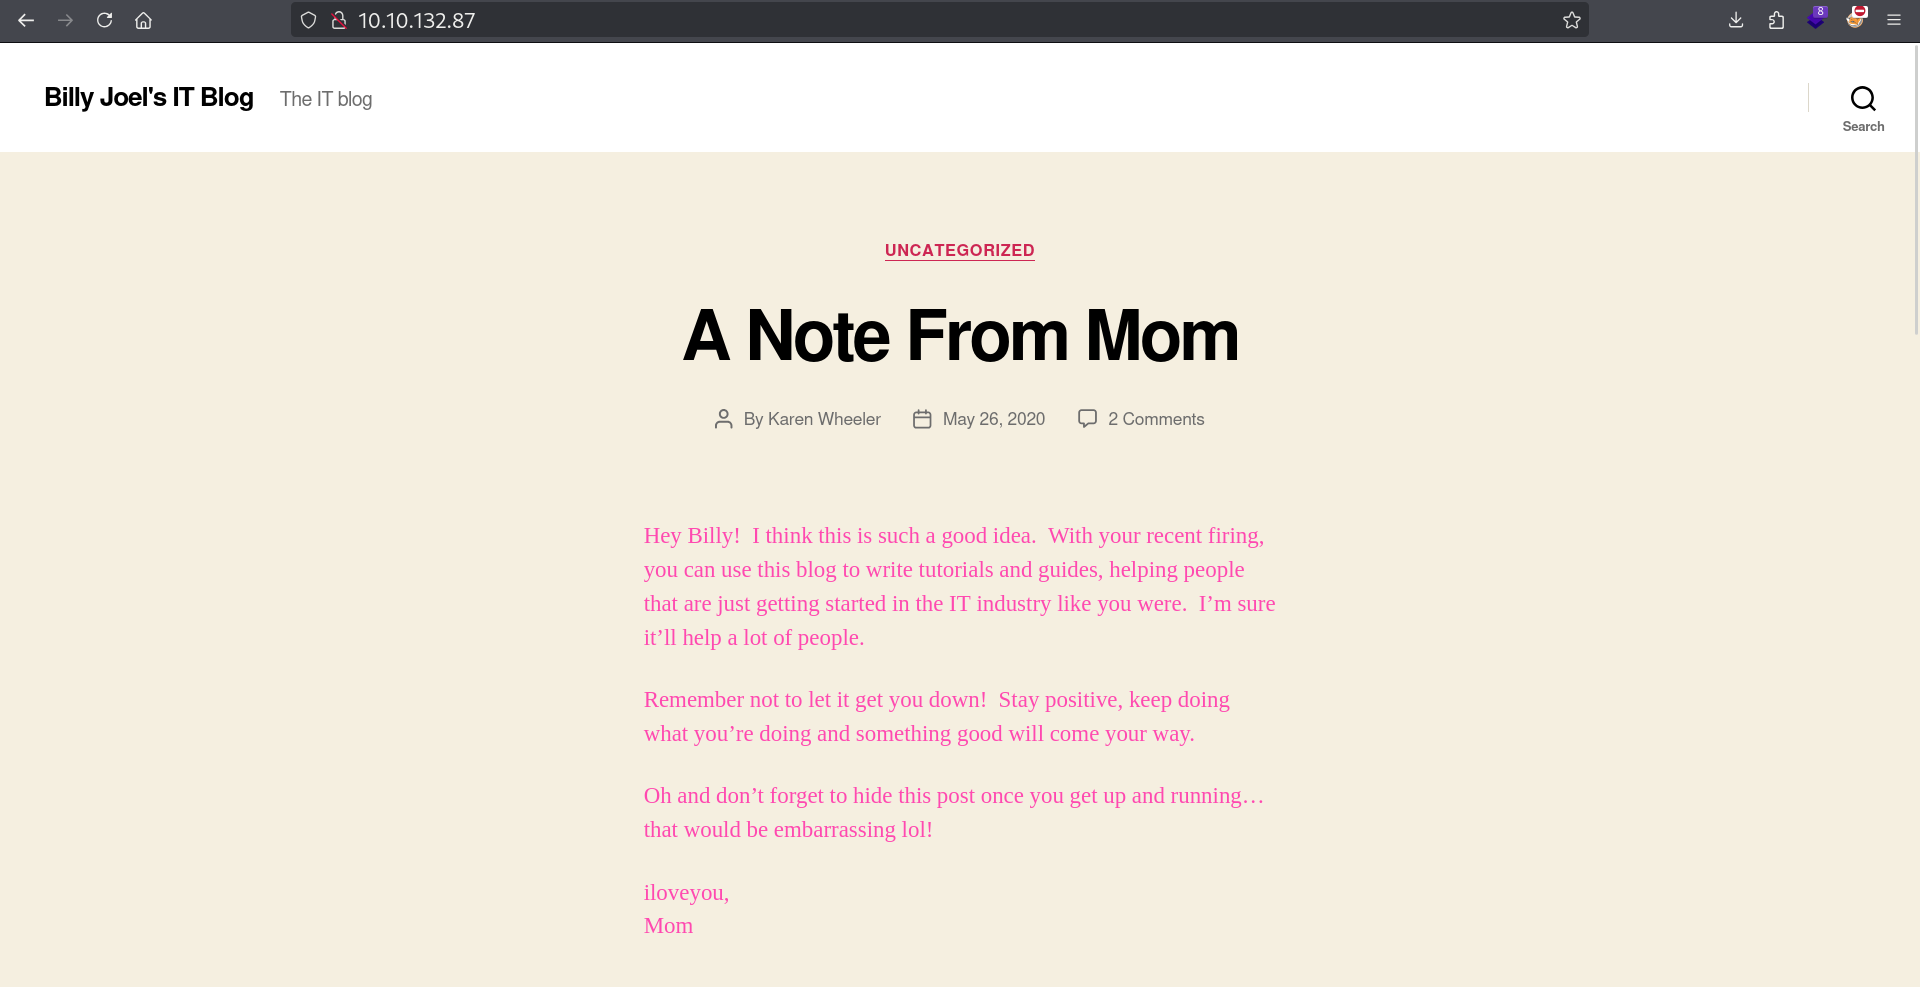 10.10.132.87
8
Billy Joel's IT Blog The IT blog
Search
UNCATEGORIZED
A Note From Mom
By Karen Wheeler May 26, 2020 2 Comments
Hey Billy!  I think this is such a good idea.  With your recent firing,
you can use this blog to write tutorials and guides, helping people
that are just getting started in the IT industry like you were.  I’m sure
it’ll help a lot of people.
Remember not to let it get you down!  Stay positive, keep doing
what you’re doing and something good will come your way.
Oh and don’t forget to hide this post once you get up and running…
that would be embarrassing lol!
iloveyou,
Mom